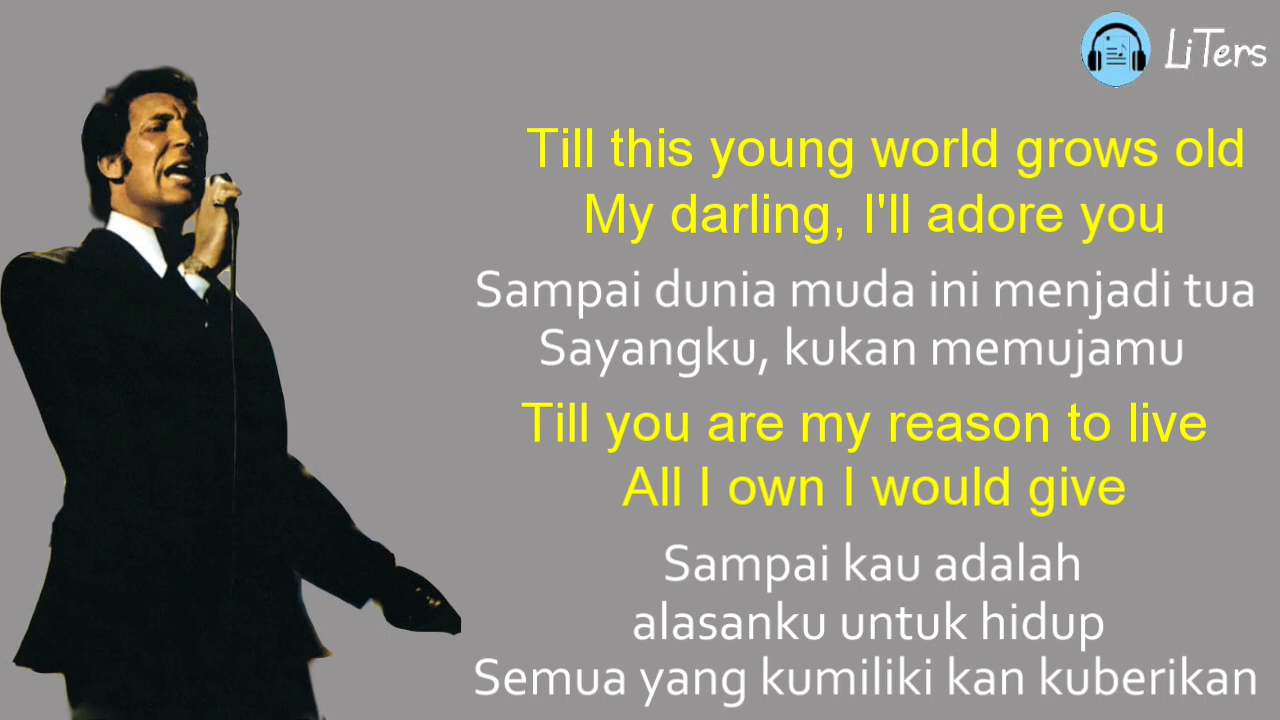 LiTers
Till this young world grows old
My darling, I'll adore you
Sampai dunia muda ini menjadi tua
Sayangku, kukan memujamu
Till you are my reason to live
All I own I would give
Sampai kau adalah
alasanku untuk hidup
Semua yang kumiliki kan kuberikan